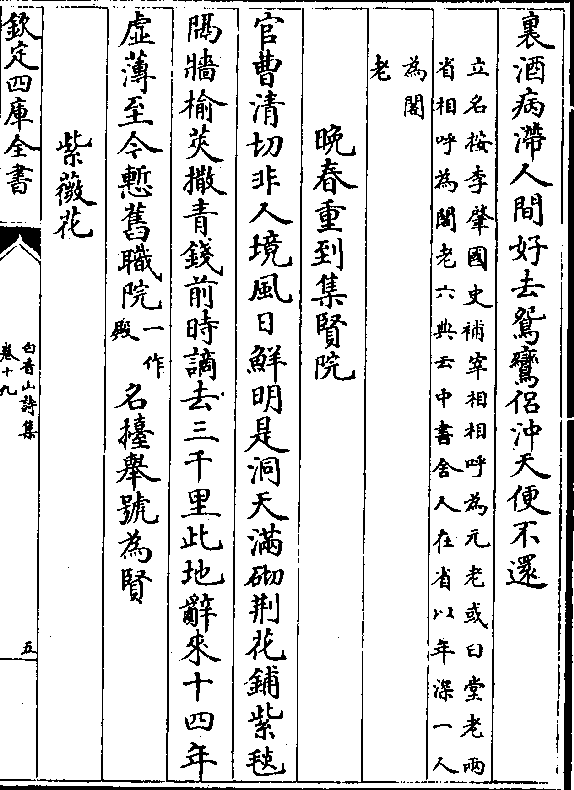 裏酒病滯人間好去鴛鸞侶沖天便不還
立名按李肇國史補宰相相呼為元老或曰堂老兩
省相呼為閣老六典云中書舍人在省以年深一人
為閣
老
晚春重到集賢院
官曹清切非人境風日鮮明是洞天滿砌荆花鋪紫毯
隔牆榆莢撒青錢前時謫去三千里此地辭來十四年
虛薄至今慙舊職院一作殿名擡舉號為賢
紫薇花
欽定四庫全書
白香山詩集
卷十九
五